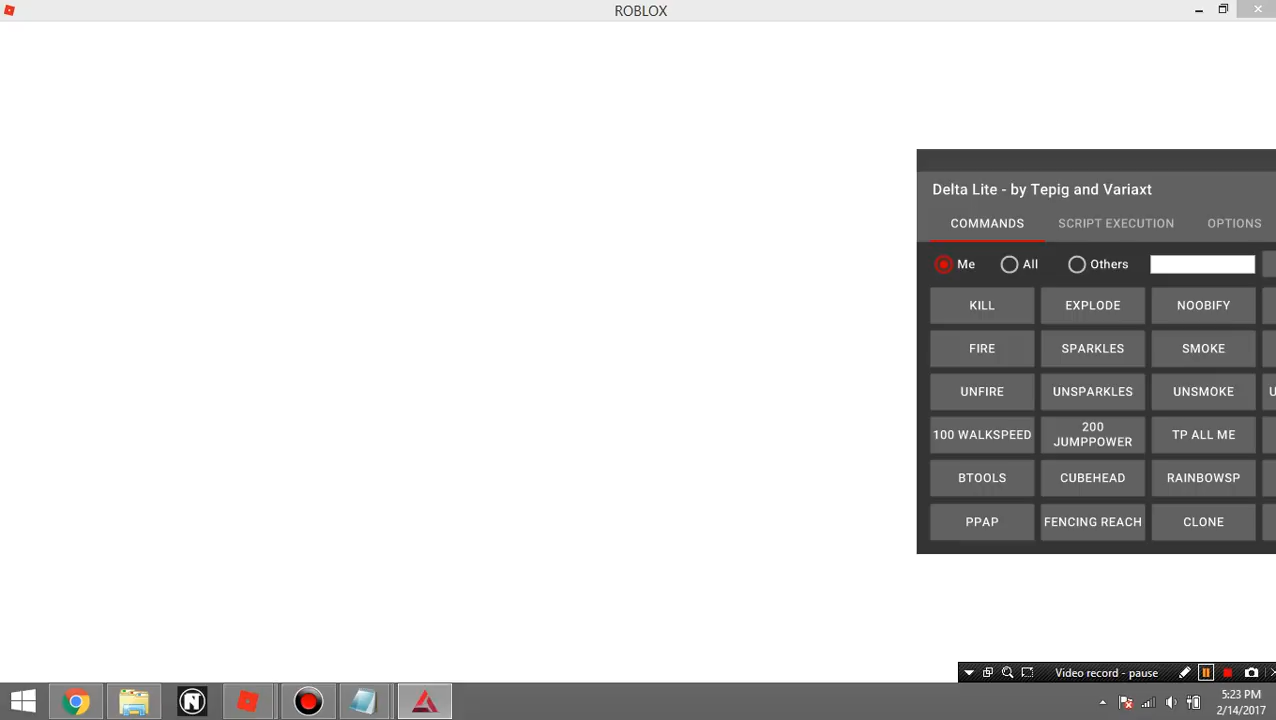 ROBLOX
Delta Lite - by Tepig and Variaxt
COMMANDS SCRIPT EXECUTION OPTIONS
Me All Others
KILL EXPLODE NOOBIFY
FIRE SPARKLES SMOKE
UNFIRE UNSPARKLES UNSMOKE U
100 WALKSPEED 200 JUMPPOWER TP ALL ME
BTOOLS CUBEHEAD RAINBOWSP
PPAP FENCING REACH CLONE
Video record - pause
N
5:23 PM
2/14/2017